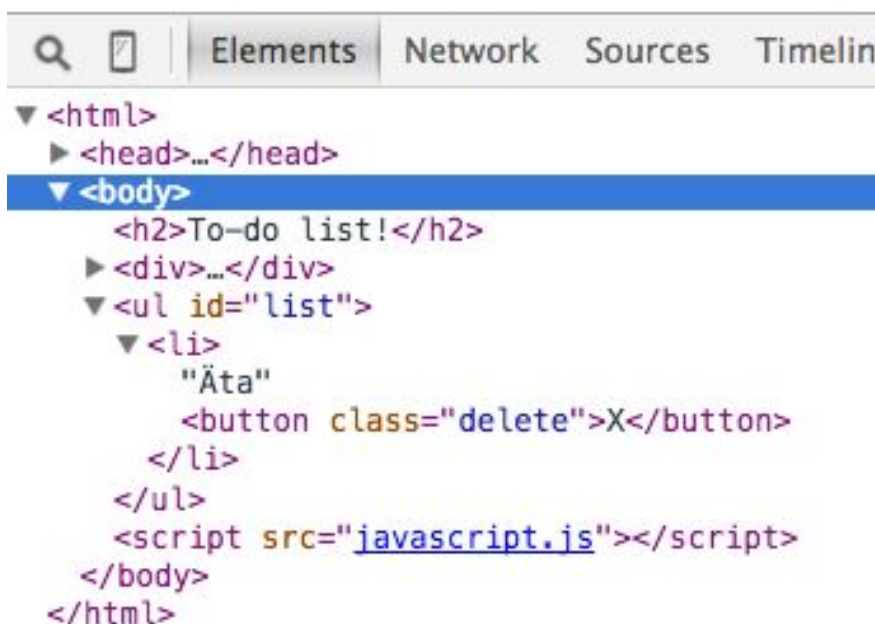 Elements Network Sources Timelin
<html>
<head>…</head>
<body>
<h2>To-do list!</h2>
<div>…</div>
<ul id="list">
<li>
"Äta"
<button class="delete">X</button>
</li>
</ul>
<script src="javascript.js"></script>
</body>
</html>